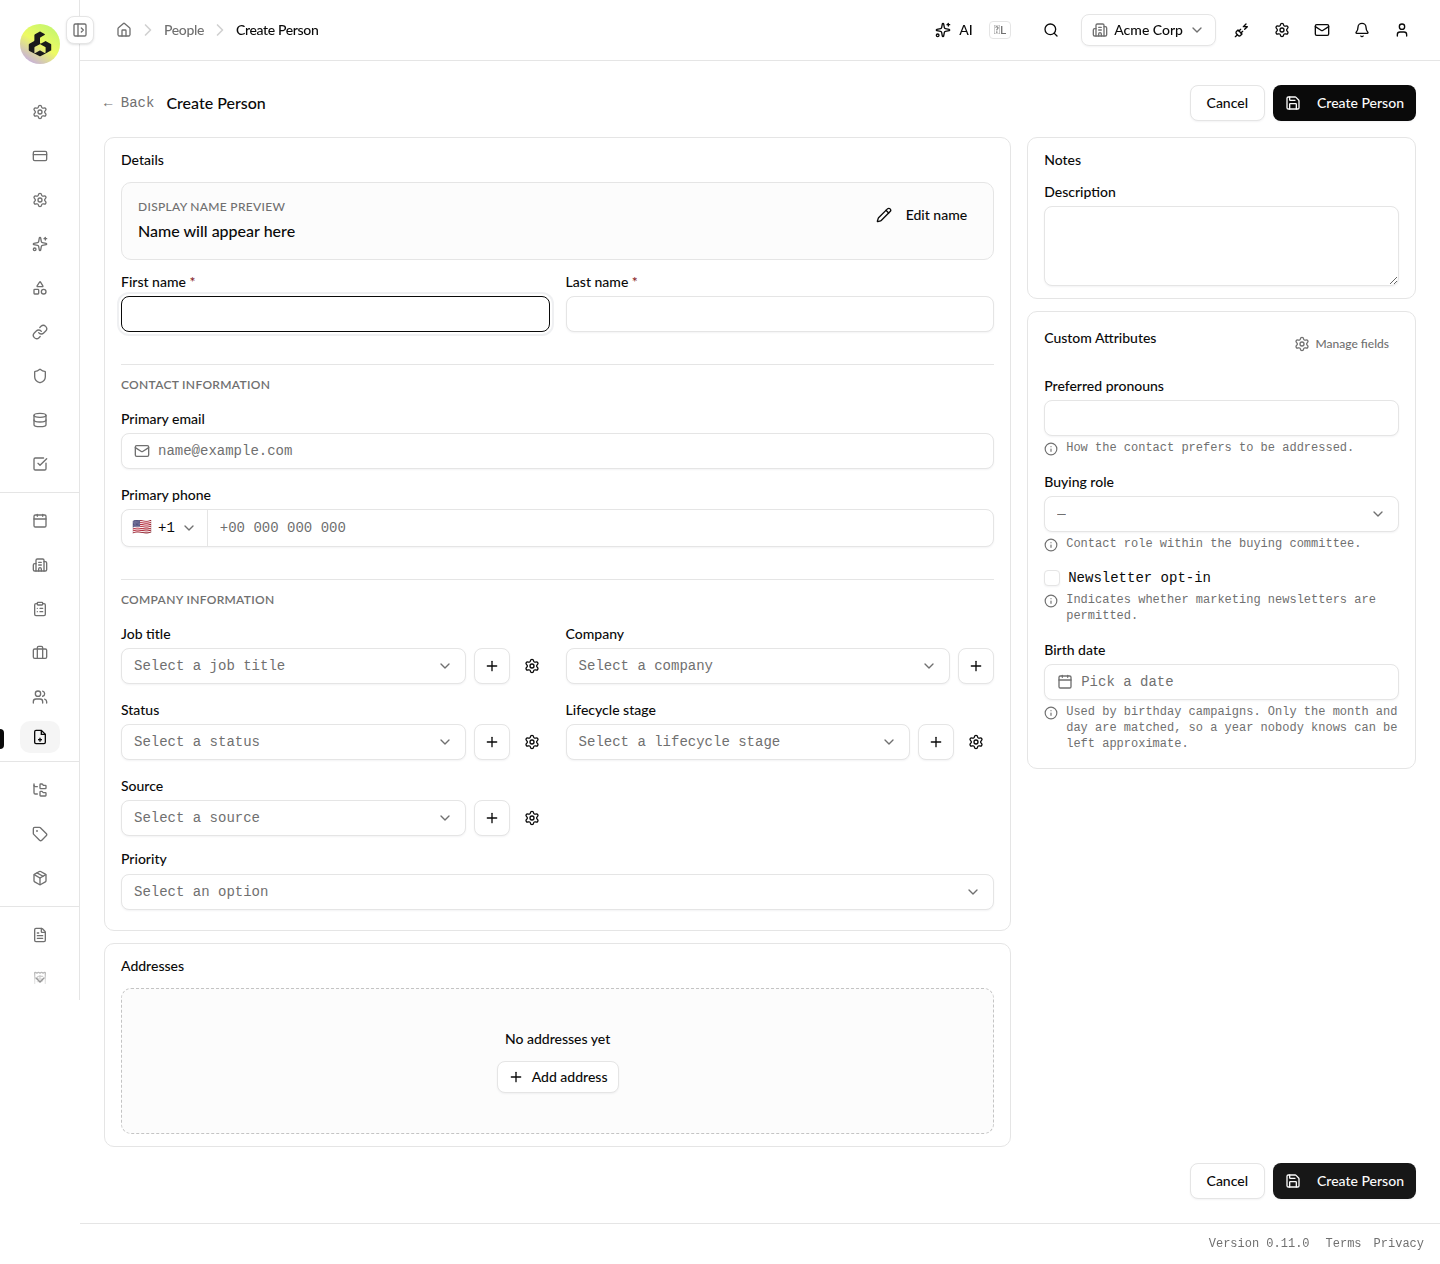 People
Create Person
AI
L
Acme Corp
← Back
Create Person
Cancel
Create Person
Details
DISPLAY NAME PREVIEW
Name will appear here
Edit name
First name *
Last name *
CONTACT INFORMATION
Primary email
name@example.com
Primary phone
+1
+00 000 000 000
COMPANY INFORMATION
Job title
Company
Select a job title
Select a company
Status
Lifecycle stage
Select a status
Select a lifecycle stage
Source
Select a source
Priority
Select an option
Addresses
No addresses yet
Add address
Notes
Description
Custom Attributes
Manage fields
Preferred pronouns
How the contact prefers to be addressed.
Buying role
—
Contact role within the buying committee.
Newsletter opt-in
Indicates whether marketing newsletters are
permitted.
Birth date
Pick a date
Used by birthday campaigns. Only the month and
day are matched, so a year nobody knows can be
left approximate.
Cancel
Create Person
Version 0.11.0
Terms
Privacy